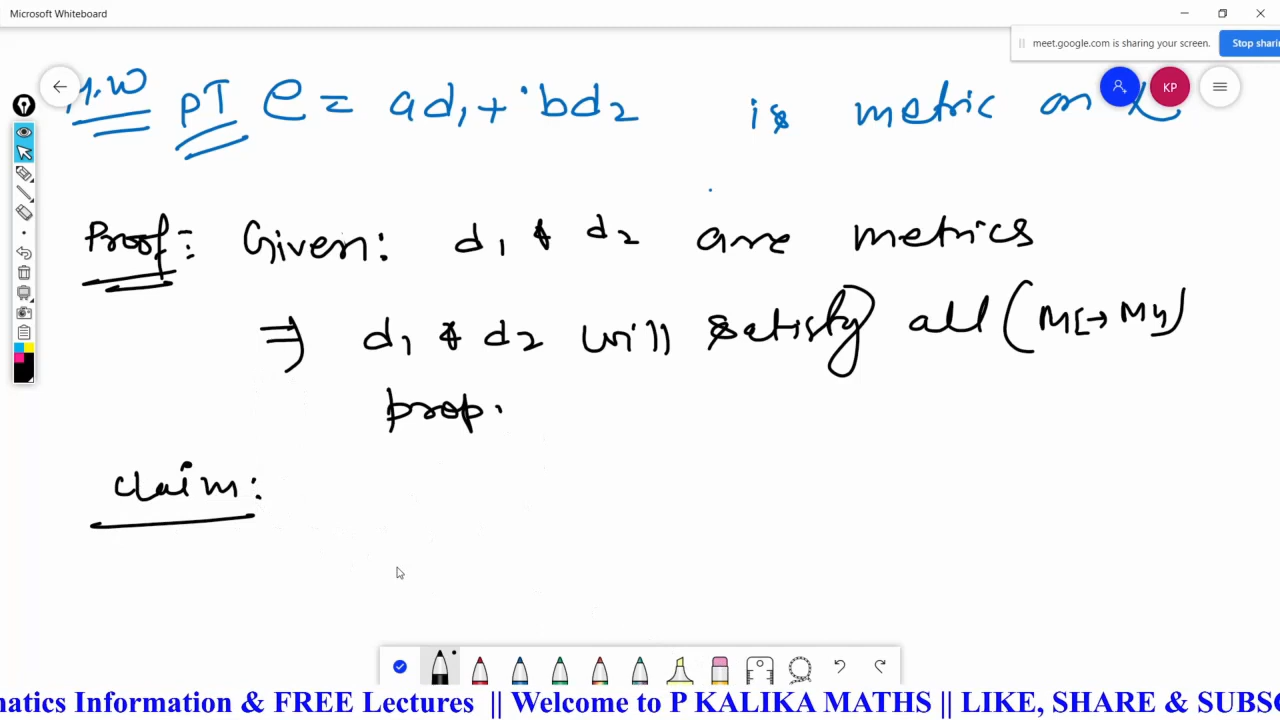 Microsoft Whiteboard
meet.google.com is sharing your screen.
Stop sharin
H.W PT e = ad1 + bd2 is metric on X
KP
Proof: Given: d1 & d2 are metrics
⇒ d1 & d2 will satisfy all (M1→M4)
prop.
Claim:
natics Information & FREE Lectures || Welcome to P KALIKA MATHS || LIKE, SHARE & SUBSC